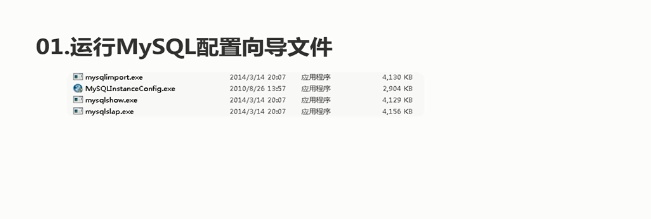 01.运行MySQL配置向导文件
mysqlimport.exe 2014/3/14 20:07 应用程序 4,130 KB
MySQLInstanceConfig.exe 2010/8/26 13:57 应用程序 2,904 KB
mysqlshow.exe 2014/3/14 20:07 应用程序 4,129 KB
mysqlslap.exe 2014/3/14 20:07 应用程序 4,156 KB